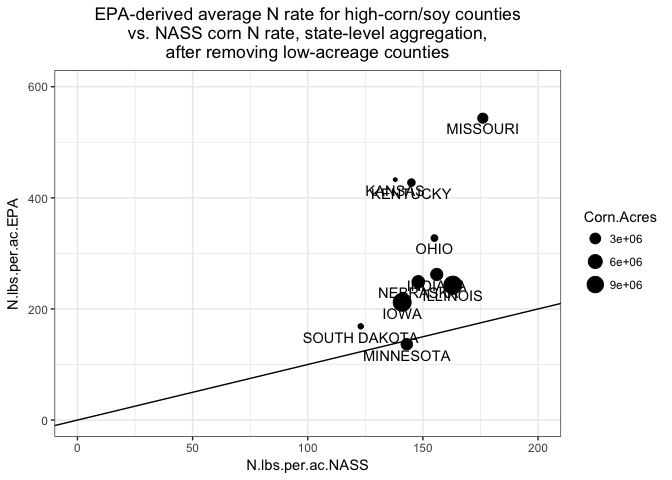 EPA-derived average N rate for high-corn/soy counties
vs. NASS corn N rate, state-level aggregation,
after removing low-acreage counties
600
400
200
0
N.lbs.per.ac.EPA
MISSOURI
KANSAS
KENTUCKY
OHIO
INDIANA
NEBRASKA
ILLINOIS
IOWA
SOUTH DAKOTA
MINNESOTA
0
50
100
150
200
N.lbs.per.ac.NASS
Corn.Acres
3e+06
6e+06
9e+06